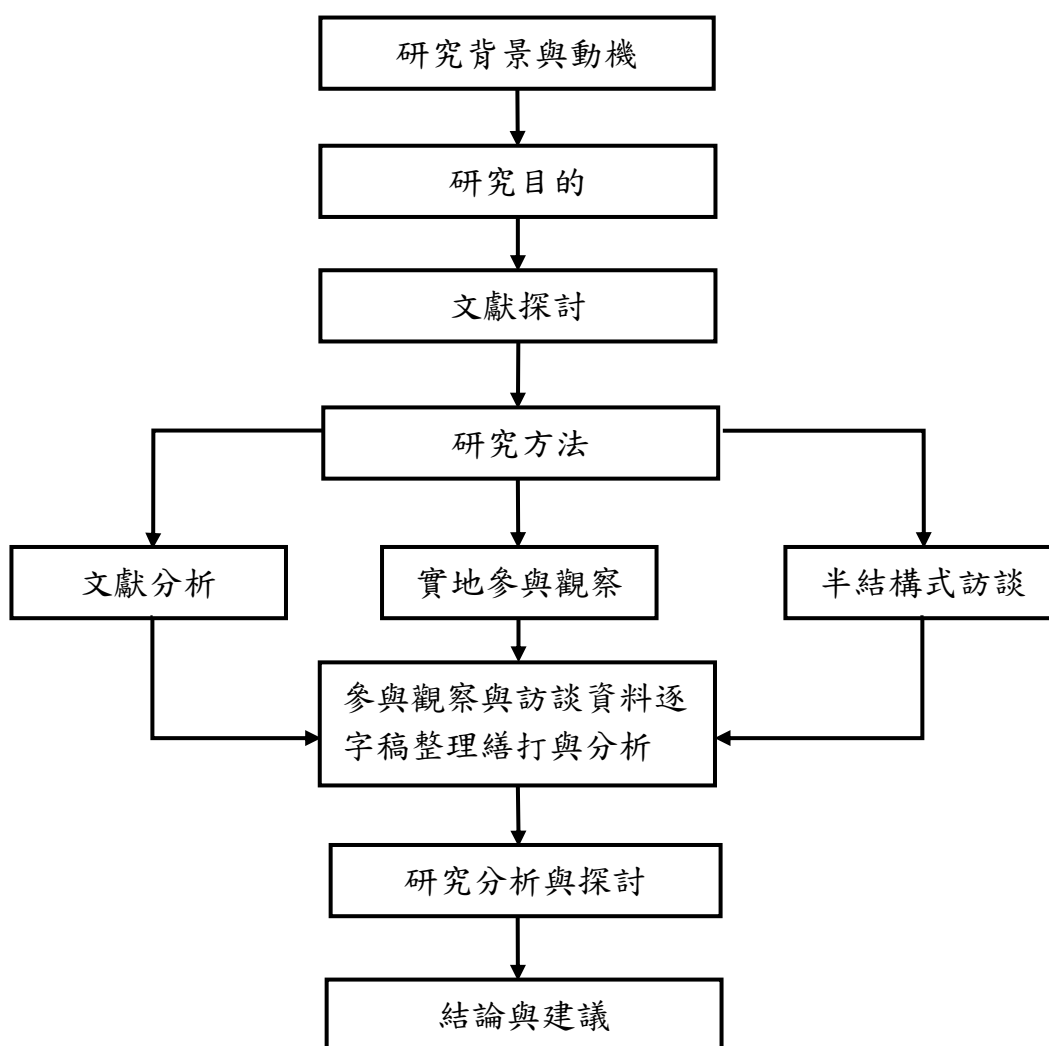 研究背景與動機
研究目的
文獻探討
研究方法
文獻分析
實地參與觀察
半結構式訪談
參與觀察與訪談資料逐
字稿整理繕打與分析
研究分析與探討
結論與建議